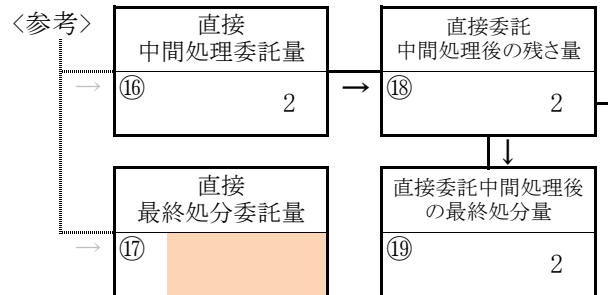 〈参考〉
直接
中間処理委託量
⑯
2
→
→
直接委託
中間処理後の残さ量
⑱
2
↓
直接
最終処分委託量
→
⑰
直接委託中間処理後
の最終処分量
⑲
2